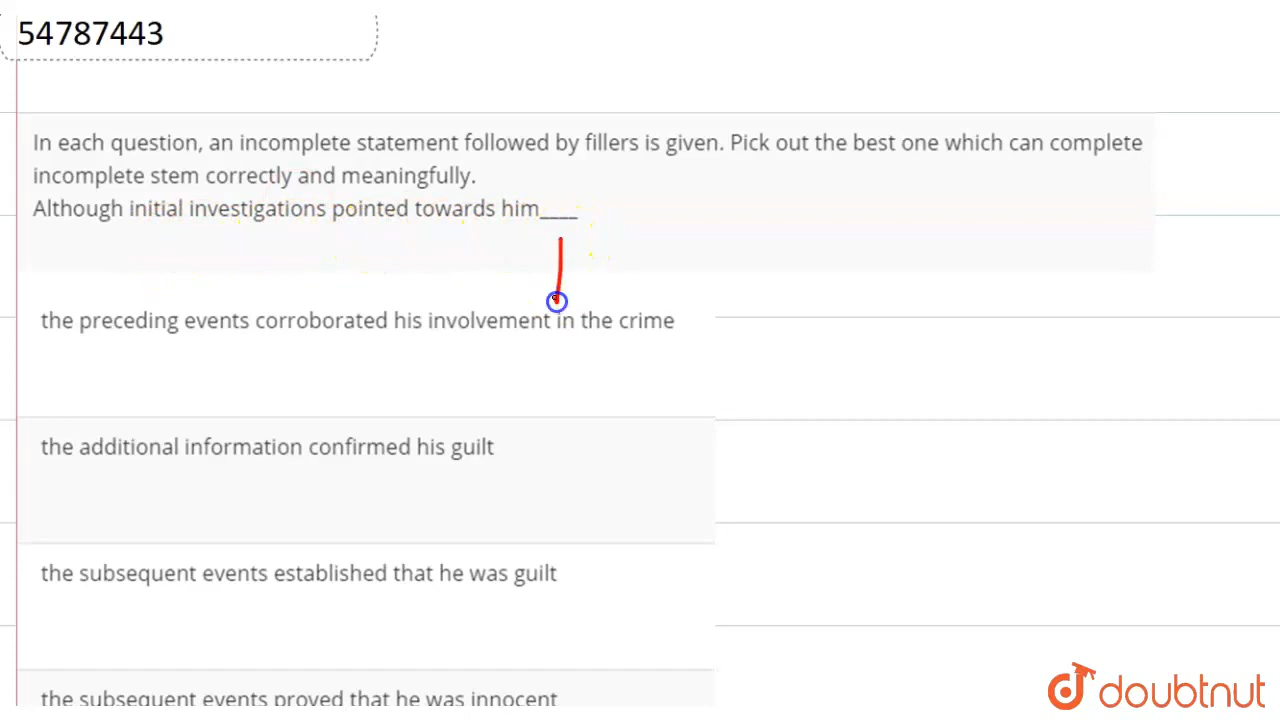 54787443
In each question, an incomplete statement followed by fillers is given. Pick out the best one which can complete
incomplete stem correctly and meaningfully.
Although initial investigations pointed towards him____
the preceding events corroborated his involvement in the crime
the additional information confirmed his guilt
the subsequent events established that he was guilt
the subsequent events proved that he was innocent
doubtnut